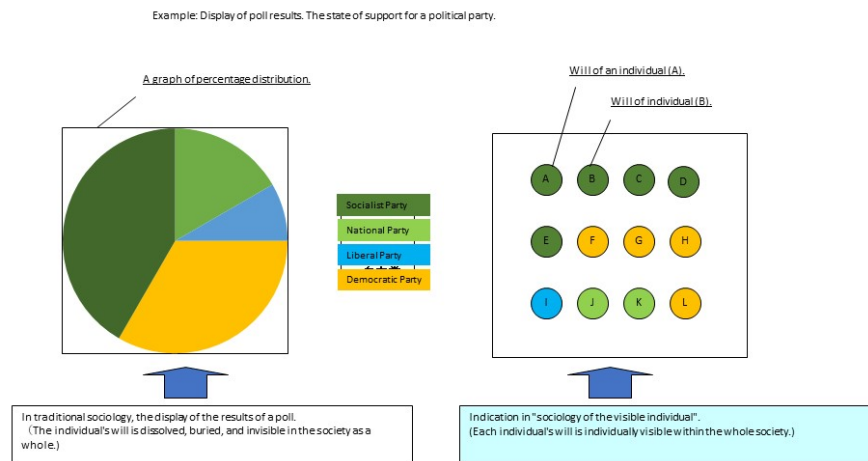 Example: Display of poll results. The state of support for a political party.
A graph of percentage distribution.
Will of an individual (A).
Will of individual (B).
Socialist Party
National Party
Liberal Party
Democratic Party
A B C D
E F G H
I J K L
In traditional sociology, the display of the results of a poll.
（The individual's will is dissolved, buried, and invisible in the society as a
whole.)
Indication in "sociology of the visible individual".
(Each individual's will is individually visible within the whole society.)